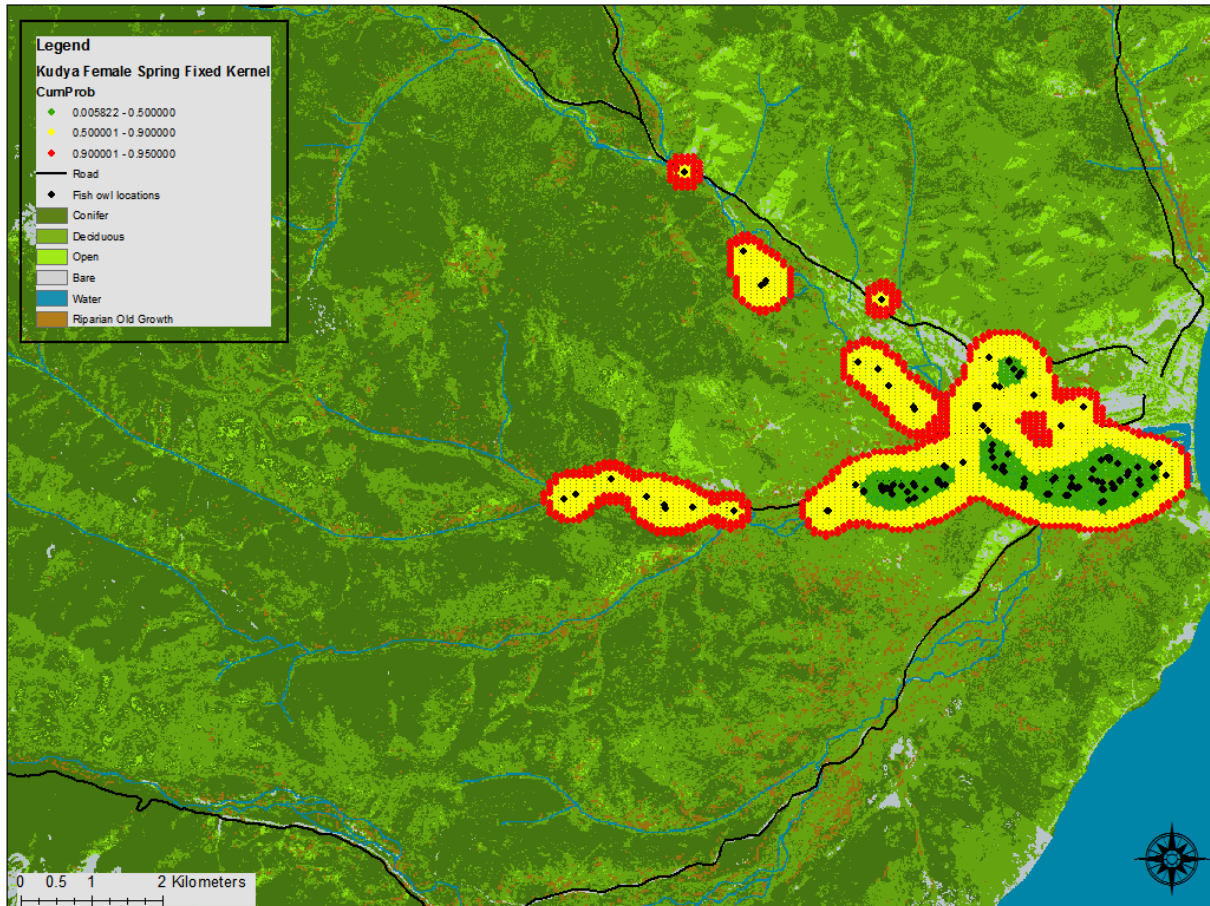 Legend
Kudya Female Spring Fixed Kernel
CumProb
0.005822 - 0.500000
0.500001 - 0.900000
0.900001 - 0.950000
Road
Fish owl locations
Conifer
Deciduous
Open
Bare
Water
Riparian Old Growth
0 0.5 1 2 Kilometers